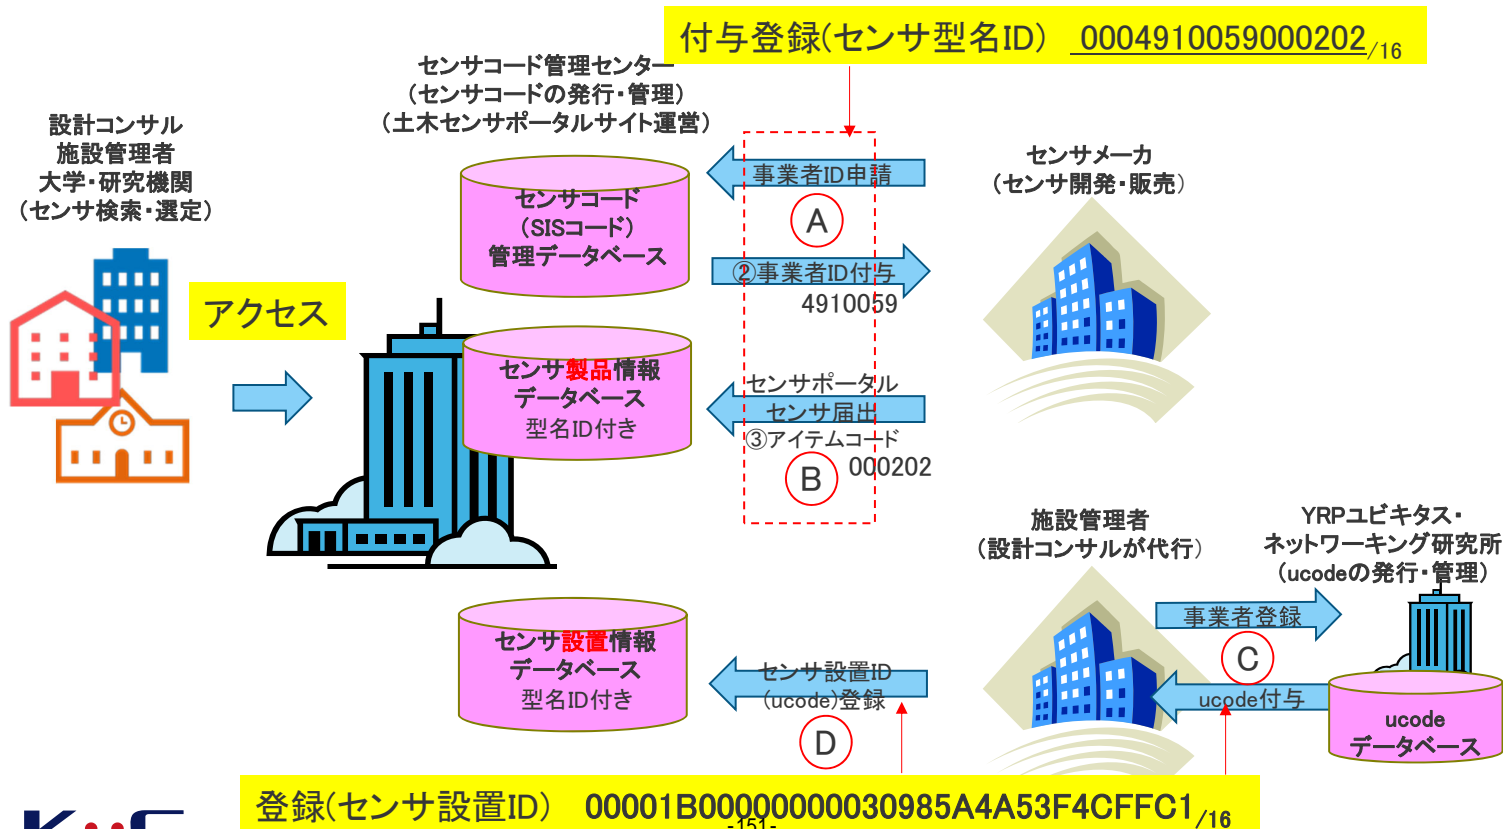 付与登録(センサ型名ID) 0004910059000202/16
センサコード管理センター
（センサコードの発行・管理）
（土木センサポータルサイト運営）
設計コンサル
施設管理者
大学・研究機関
（センサ検索・選定）
アクセス
センサコード
（SISコード）
管理データベース
事業者ID申請
A
②事業者ID付与
4910059
センサメーカ
（センサ開発・販売）
センサ製品情報
データベース
型名ID付き
センサポータル
センサ届出
③アイテムコード
000202
B
施設管理者
（設計コンサルが代行）
YRPユビキタス・
ネットワーキング研究所
（ucodeの発行・管理）
事業者登録
C
ucode付与
ucode
データベース
センサ設置情報
データベース
型名ID付き
センサ設置ID
(ucode)登録
D
登録(センサ設置ID) 00001B00000000030985A4A53F4CFFC1/16
-151-